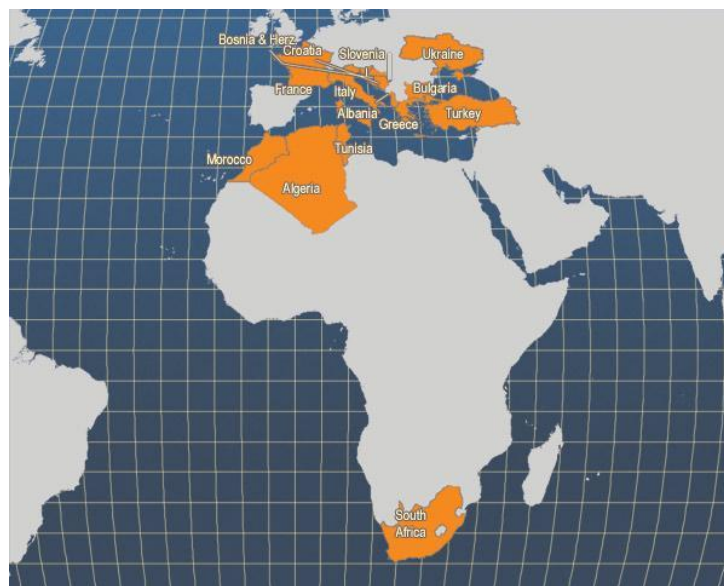 Bosnia & Herz.
Croatia
Slovenia
Ukraine
France
Italy
Bulgaria
Albania
Greece
Turkey
Morocco
Tunisia
Algeria
South
Africa